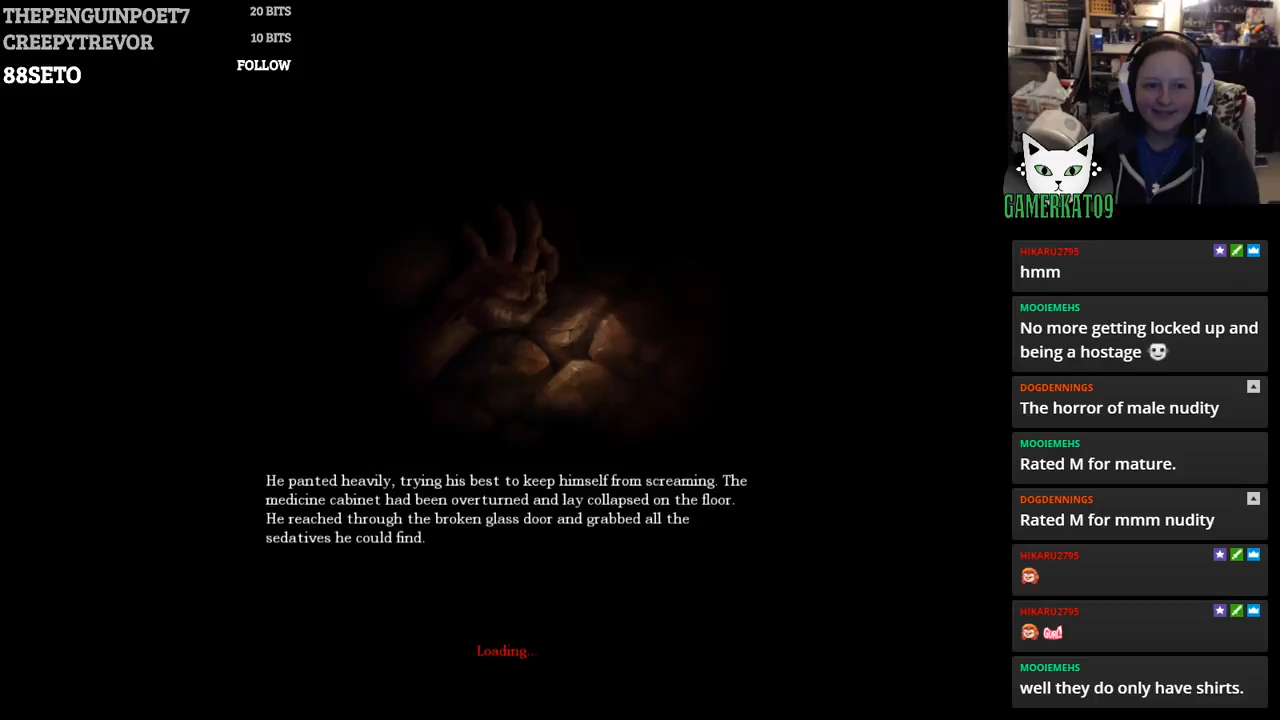 THEPENGUINPOET7 20 BITS
CREEPYTREVOR 10 BITS
88SETO FOLLOW
GAMERKAT09
He panted heavily, trying his best to keep himself from screaming. The
medicine cabinet had been overturned and lay collapsed on the floor.
He reached through the broken glass door and grabbed all the
sedatives he could find.
Loading...
HIKARU2795
hmm
MOOIEMEHS
No more getting locked up and
being a hostage
DOGDENNINGS
The horror of male nudity
MOOIEMEHS
Rated M for mature.
DOGDENNINGS
Rated M for mmm nudity
HIKARU2795
HIKARU2795
GURL!
MOOIEMEHS
well they do only have shirts.